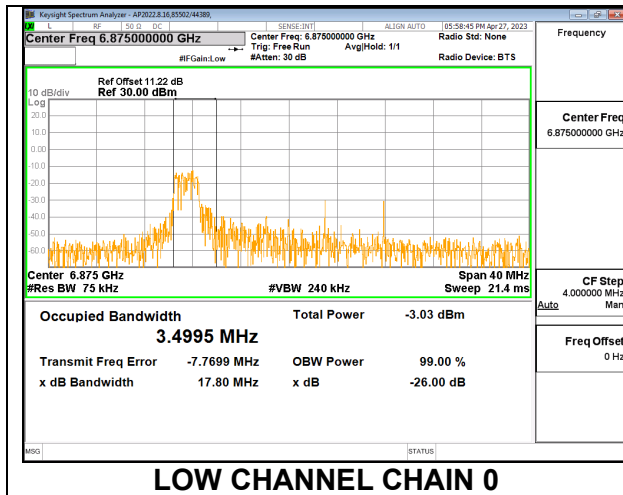 Keysight Spectrum Analyzer - AP2022.8.16,85502/44389,
L RF 50 Ω DC SENSE:INT ALIGN AUTO 05:58:45 PM Apr 27, 2023
Center Freq 6.875000000 GHz Center Freq: 6.875000000 GHz Radio Std: None Frequency
Trig: Free Run Avg|Hold: 1/1
#IFGain:Low #Atten: 30 dB Radio Device: BTS
Ref Offset 11.22 dB
10 dB/div Ref 30.00 dBm
Log
20.0
10.0
0.00
-10.0
-20.0
-30.0
-40.0
-50.0
-60.0
Center Freq
6.875000000 GHz
Center 6.875 GHz Span 40 MHz
#Res BW 75 kHz #VBW 240 kHz Sweep 21.4 ms
CF Step
4.000000 MHz
Auto Man
Occupied Bandwidth Total Power -3.03 dBm
3.4995 MHz
Freq Offset
0 Hz
Transmit Freq Error -7.7699 MHz OBW Power 99.00 %
x dB Bandwidth 17.80 MHz x dB -26.00 dB
MSG STATUS
LOW CHANNEL CHAIN 0